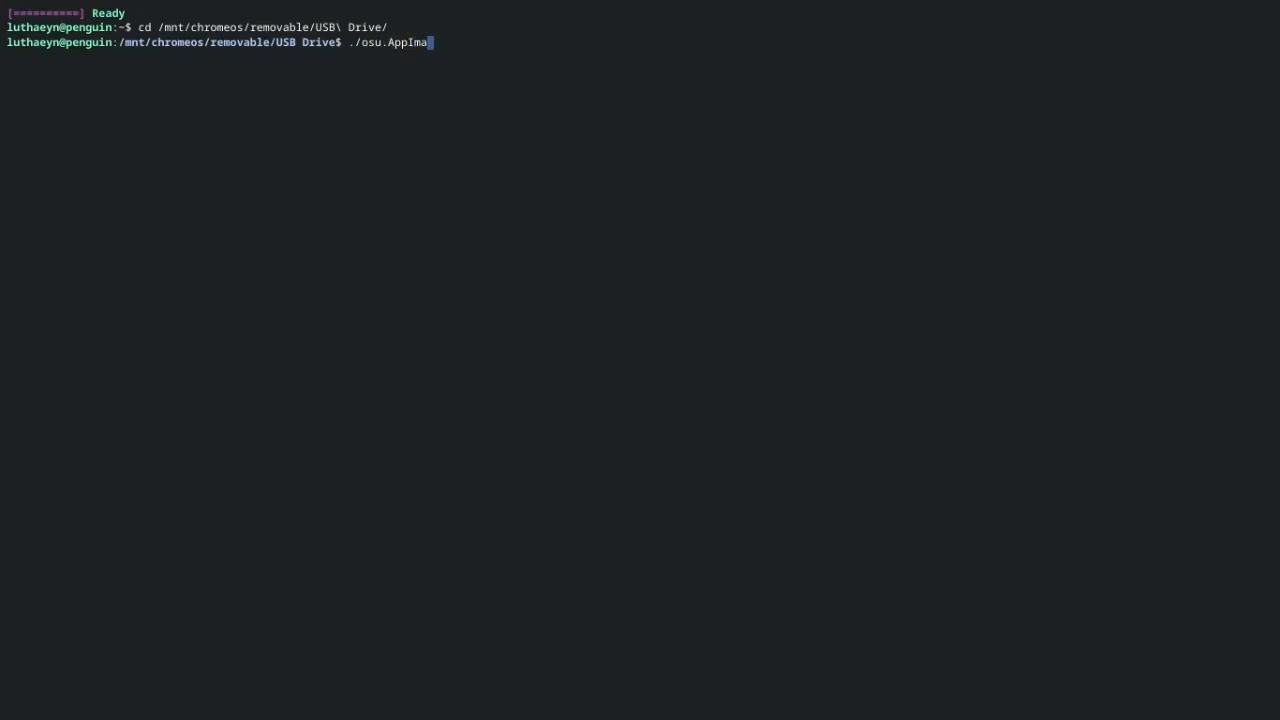 [==========] Ready
luthaeyn@penguin:~$ cd /mnt/chromeos/removable/USB\ Drive/
luthaeyn@penguin:/mnt/chromeos/removable/USB Drive$ ./osu.AppIma